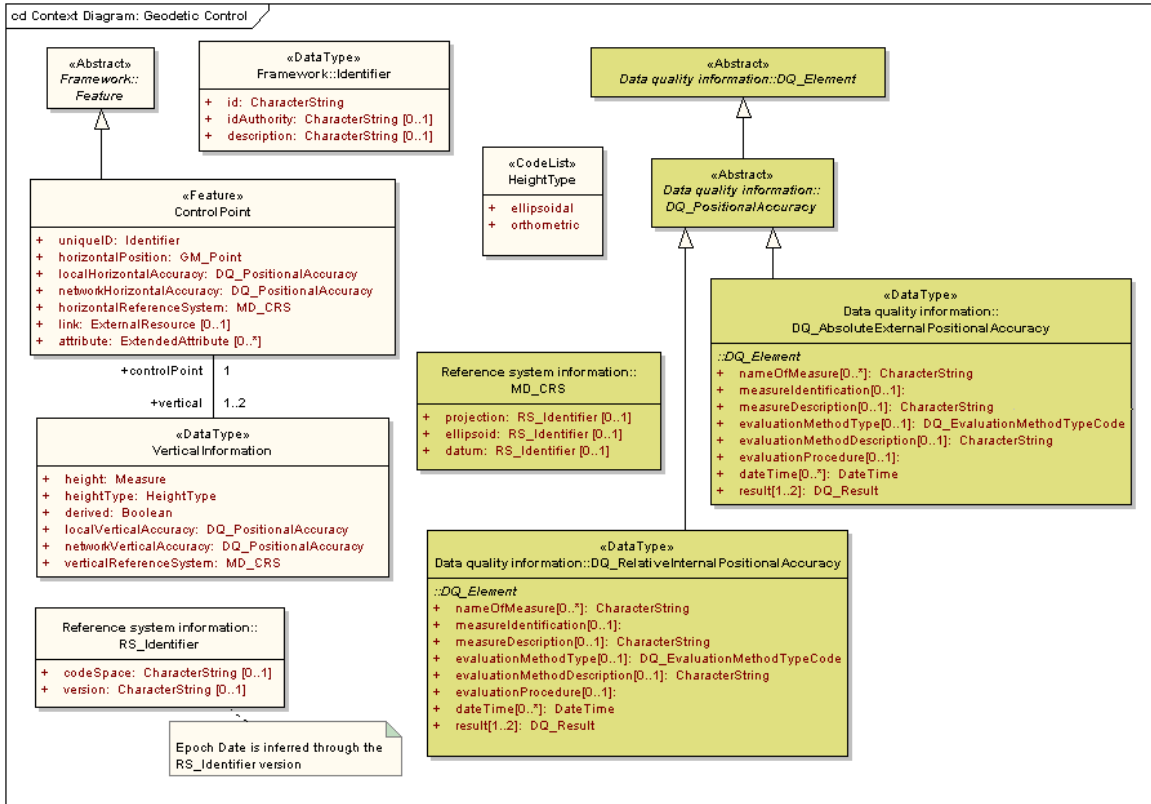 cd Context Diagram: Geodetic Control
«Abstract»
Framework::
Feature
«DataType»
Framework::Identifier
+ id: CharacterString
+ idAuthority: CharacterString [0..1]
+ description: CharacterString [0..1]
«Abstract»
Data quality information::DQ_Element
«CodeList»
HeightType
+ ellipsoidal
+ orthometric
«Abstract»
Data quality information::
DQ_PositionalAccuracy
«Feature»
ControlPoint
+ uniqueID: Identifier
+ horizontalPosition: GM_Point
+ localHorizontalAccuracy: DQ_PositionalAccuracy
+ networkHorizontalAccuracy: DQ_PositionalAccuracy
+ horizontalReferenceSystem: MD_CRS
+ link: ExternalResource [0..1]
+ attribute: ExtendedAttribute [0..*]
+controlPoint 1
+vertical 1..2
«DataType»
VerticalInformation
+ height: Measure
+ heightType: HeightType
+ derived: Boolean
+ localVerticalAccuracy: DQ_PositionalAccuracy
+ networkVerticalAccuracy: DQ_PositionalAccuracy
+ verticalReferenceSystem: MD_CRS
Reference system information::
MD_CRS
+ projection: RS_Identifier [0..1]
+ ellipsoid: RS_Identifier [0..1]
+ datum: RS_Identifier [0..1]
«DataType»
Data quality information::
DQ_AbsoluteExternalPositionalAccuracy
::DQ_Element
+ nameOfMeasure[0..*]: CharacterString
+ measureIdentification[0..1]:
+ measureDescription[0..1]: CharacterString
+ evaluationMethodType[0..1]: DQ_EvaluationMethodTypeCode
+ evaluationMethodDescription[0..1]: CharacterString
+ evaluationProcedure[0..1]:
+ dateTime[0..*]: DateTime
+ result[1..2]: DQ_Result
«DataType»
Data quality information::DQ_RelativeInternalPositionalAccuracy
::DQ_Element
+ nameOfMeasure[0..*]: CharacterString
+ measureIdentification[0..1]:
+ measureDescription[0..1]: CharacterString
+ evaluationMethodType[0..1]: DQ_EvaluationMethodTypeCode
+ evaluationMethodDescription[0..1]: CharacterString
+ evaluationProcedure[0..1]:
+ dateTime[0..*]: DateTime
+ result[1..2]: DQ_Result
Reference system information::
RS_Identifier
+ codeSpace: CharacterString [0..1]
+ version: CharacterString [0..1]
Epoch Date is inferred through the
RS_Identifier version